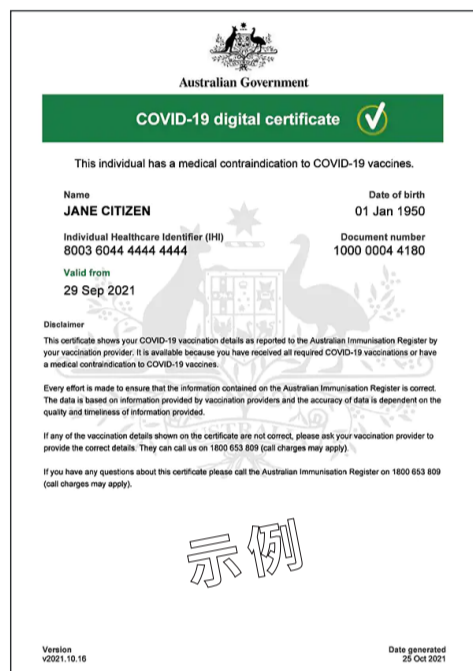 Australian Government
COVID-19 digital certificate
This individual has a medical contraindication to COVID-19 vaccines.
Name
Date of birth
JANE CITIZEN
01 Jan 1950
Individual Healthcare Identifier (IHI)
Document number
8003 6044 4444 4444
1000 0004 4180
Valid from
29 Sep 2021
Disclaimer
This certificate shows your COVID-19 vaccination details as reported to the Australian Immunisation Register by
your vaccination provider. It is available because you have received all required COVID-19 vaccinations or have
a medical contraindication to COVID-19 vaccines.
Every effort is made to ensure that the information contained on the Australian Immunisation Register is correct.
The data is based on information provided by vaccination providers and the accuracy of data is dependent on the
quality and timeliness of information provided.
If any of the vaccination details shown on the certificate are not correct, please ask your vaccination provider to
provide the correct details. They can call us on 1800 653 809 (call charges may apply).
If you have any questions about this certificate please call the Australian Immunisation Register on 1800 653 809
(call charges may apply).
示例
Version
Date generated
v2021.10.16
25 Oct 2021